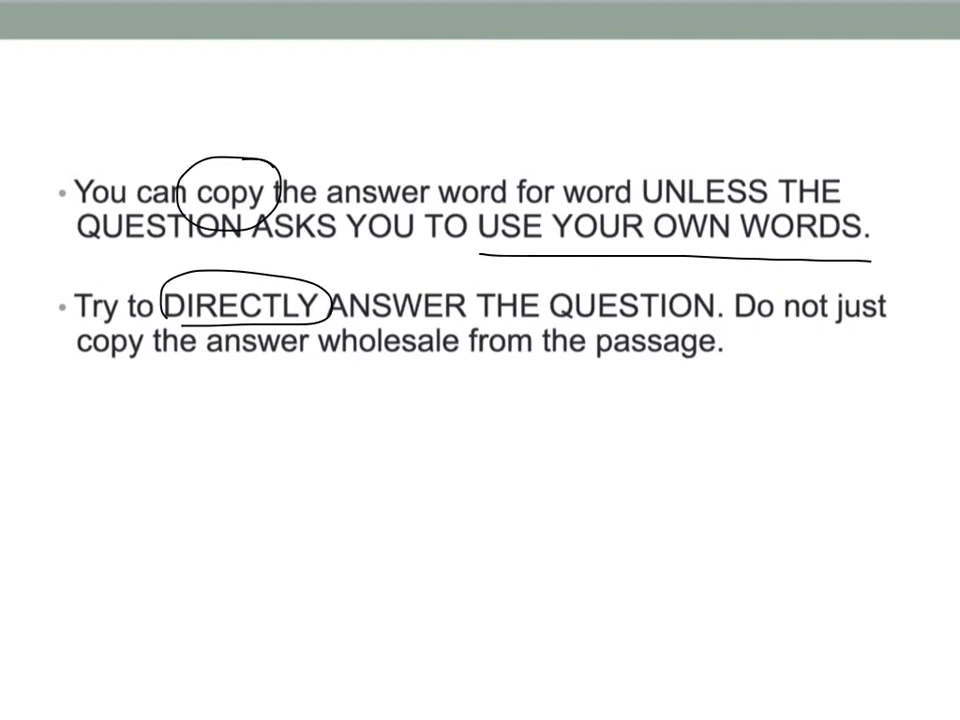 • You can copy the answer word for word UNLESS THE
QUESTION ASKS YOU TO USE YOUR OWN WORDS.
• Try to DIRECTLY ANSWER THE QUESTION. Do not just
copy the answer wholesale from the passage.